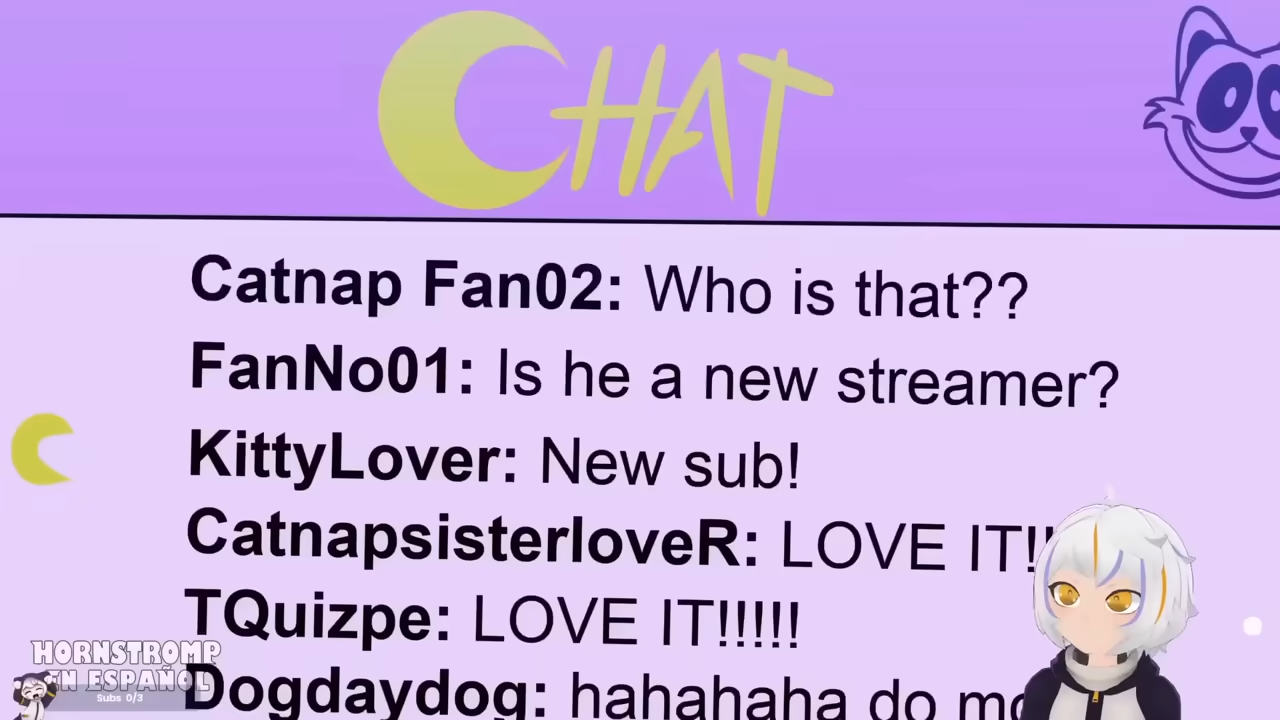 CHAT
Catnap Fan02: Who is that??
FanNo01: Is he a new streamer?
KittyLover: New sub!
CatnapsisterloveR: LOVE IT!!
TQuizpe: LOVE IT!!!!!
Dogdaydog: hahahaha do
HORNSTROMP
EN ESPAÑOL
Subs 0/3